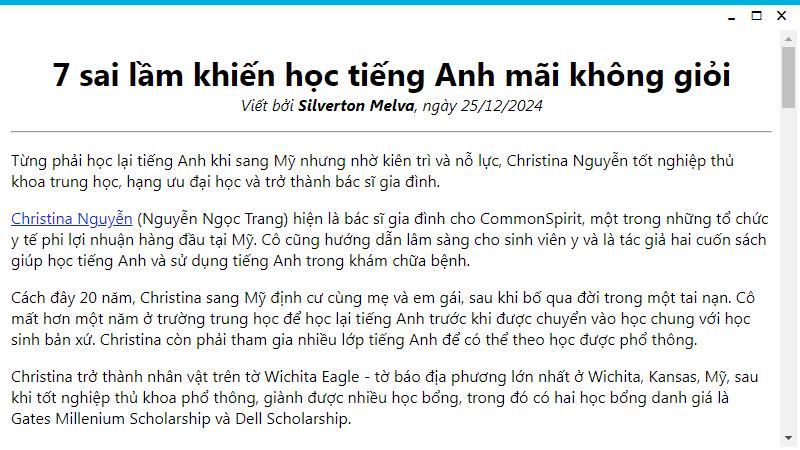 7 sai lầm khiến học tiếng Anh mãi không giỏi
Viết bởi Silverton Melva, ngày 25/12/2024
Từng phải học lại tiếng Anh khi sang Mỹ nhưng nhờ kiên trì và nỗ lực, Christina Nguyễn tốt nghiệp thủ
khoa trung học, hạng ưu đại học và trở thành bác sĩ gia đình.
Christina Nguyễn (Nguyễn Ngọc Trang) hiện là bác sĩ gia đình cho CommonSpirit, một trong những tổ chức
y tế phi lợi nhuận hàng đầu tại Mỹ. Cô cũng hướng dẫn lâm sàng cho sinh viên y và là tác giả hai cuốn sách
giúp học tiếng Anh và sử dụng tiếng Anh trong khám chữa bệnh.
Cách đây 20 năm, Christina sang Mỹ định cư cùng mẹ và em gái, sau khi bố qua đời trong một tai nạn. Cô
mất hơn một năm ở trường trung học để học lại tiếng Anh trước khi được chuyển vào học chung với học
sinh bản xứ. Christina còn phải tham gia nhiều lớp tiếng Anh để có thể theo học được phổ thông.
Christina trở thành nhân vật trên tờ Wichita Eagle - tờ báo địa phương lớn nhất ở Wichita, Kansas, Mỹ, sau
khi tốt nghiệp thủ khoa phổ thông, giành được nhiều học bổng, trong đó có hai học bổng danh giá là
Gates Millenium Scholarship và Dell Scholarship.